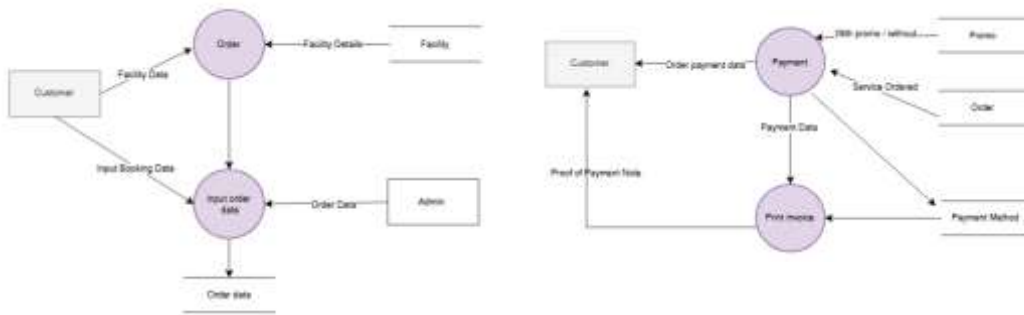 Order
Facility Details
Facility
Facility Data
Customer
Input Booking Data
Input order
data
Order Data
Admin
Order data
promo / without
Promo
Customer
Order payment data
Payment
Service Ordered
Order
Payment Data
Proof of Payment Note
Print invoice
Payment Method